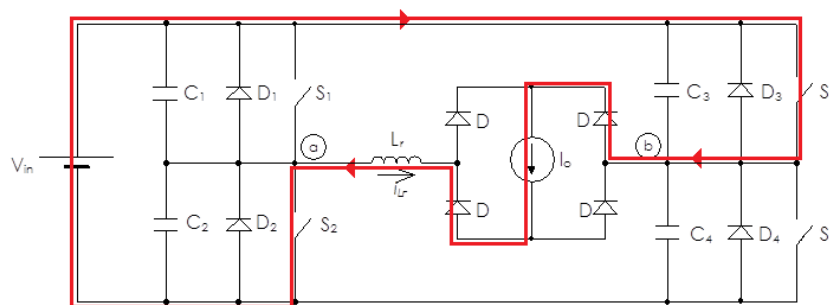 C1 D1 S1 C3 D3 S
D D
a Lr b
Vin Io
iLr
D D
C2 D2 S2 C4 D4 S